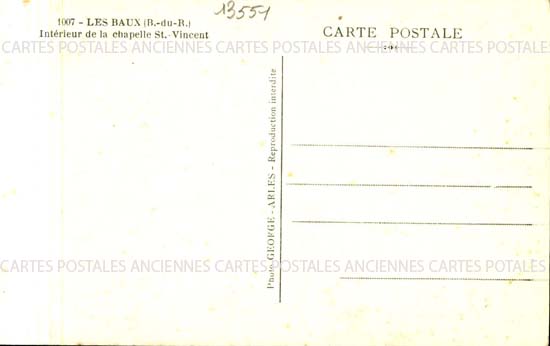 13551
1007 - LES BAUX (B.-du-R.)
Intérieur de la chapelle St.-Vincent
CARTE POSTALE
CARTES POSTALES ANCIENNES CARTES POSTALES ANCIENNES CARTES POSTALES
Photo GEORGE - ARLES - Reproduction interdite
CARTES POSTALES ANCIENNES CARTES POSTALES ANCIENNES CARTES POTALES